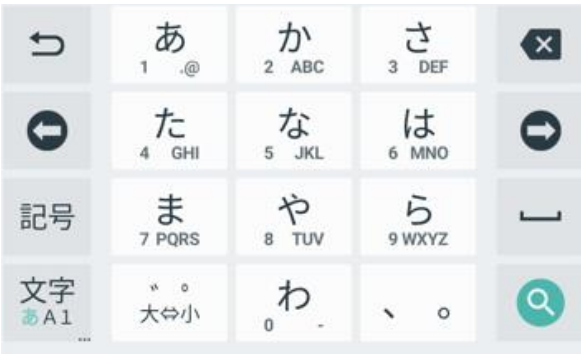 あ か さ
1 .@ 2 ABC 3 DEF
た な は
4 GHI 5 JKL 6 MNO
記号 ま や ら
7 PQRS 8 TUV 9 WXYZ
文字 ゛゜ わ 、。
あA1 大⇔小 0 -
...